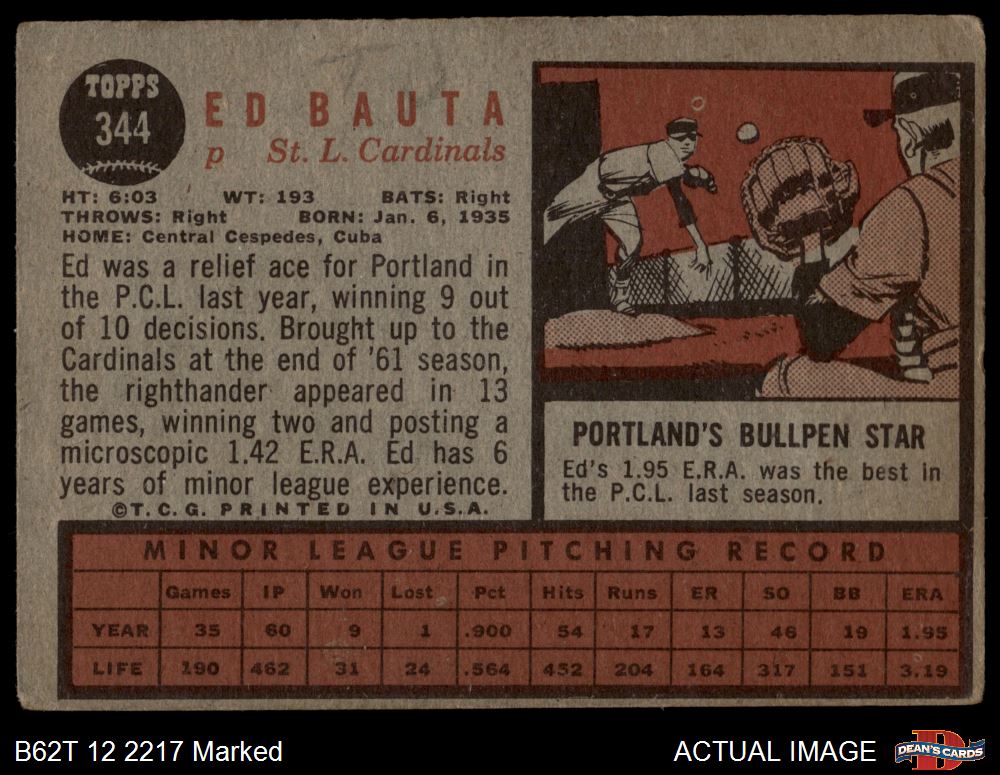 TOPPS
344
ED BAUTA
p St. L. Cardinals
HT: 6:03 WT: 193 BATS: Right
THROWS: Right BORN: Jan. 6, 1935
HOME: Central Cespedes, Cuba
Ed was a relief ace for Portland in
the P.C.L. last year, winning 9 out
of 10 decisions. Brought up to the
Cardinals at the end of '61 season,
the righthander appeared in 13
games, winning two and posting a
microscopic 1.42 E.R.A. Ed has 6
years of minor league experience.
©T.C.G. PRINTED IN U.S.A.
PORTLAND'S BULLPEN STAR
Ed's 1.95 E.R.A. was the best in
the P.C.L. last season.
MINOR LEAGUE PITCHING RECORD
Games IP Won Lost Pct Hits Runs ER SO BB ERA
YEAR 35 60 9 1 .900 54 17 13 46 19 1.95
LIFE 190 462 31 24 .564 452 204 164 317 151 3.19
B62T 12 2217 Marked
ACTUAL IMAGE
DEAN'S CARDS